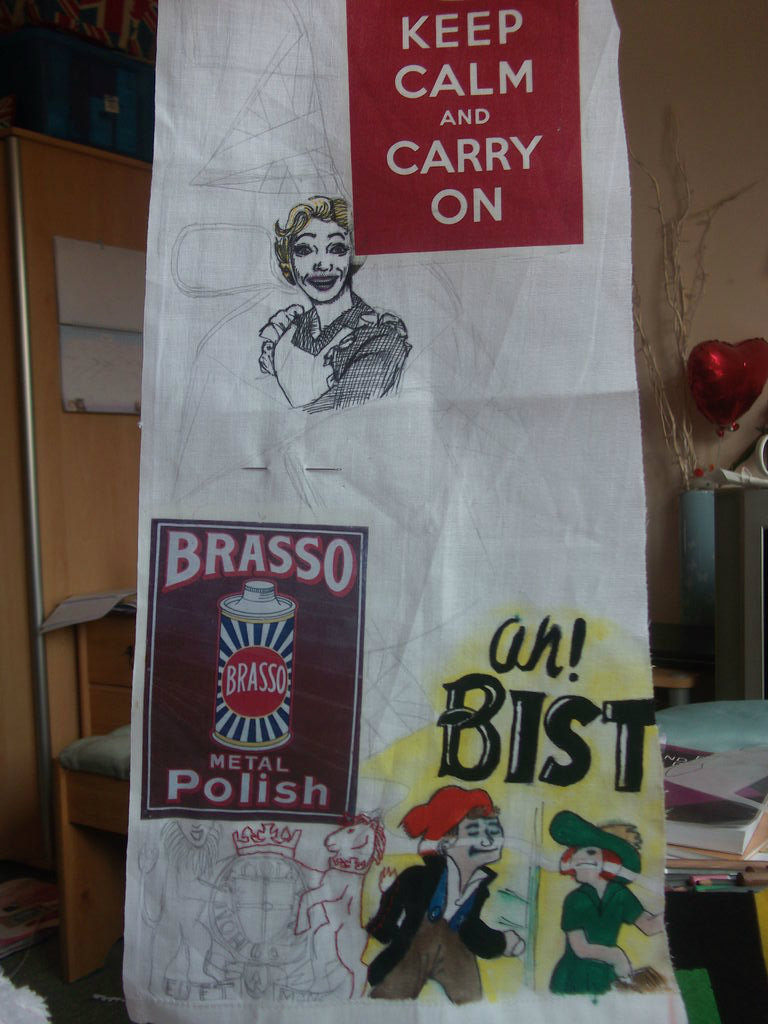 KEEP
CALM
AND
CARRY
ON
BRASSO
BRASSO
METAL
Polish
ah!
BIST